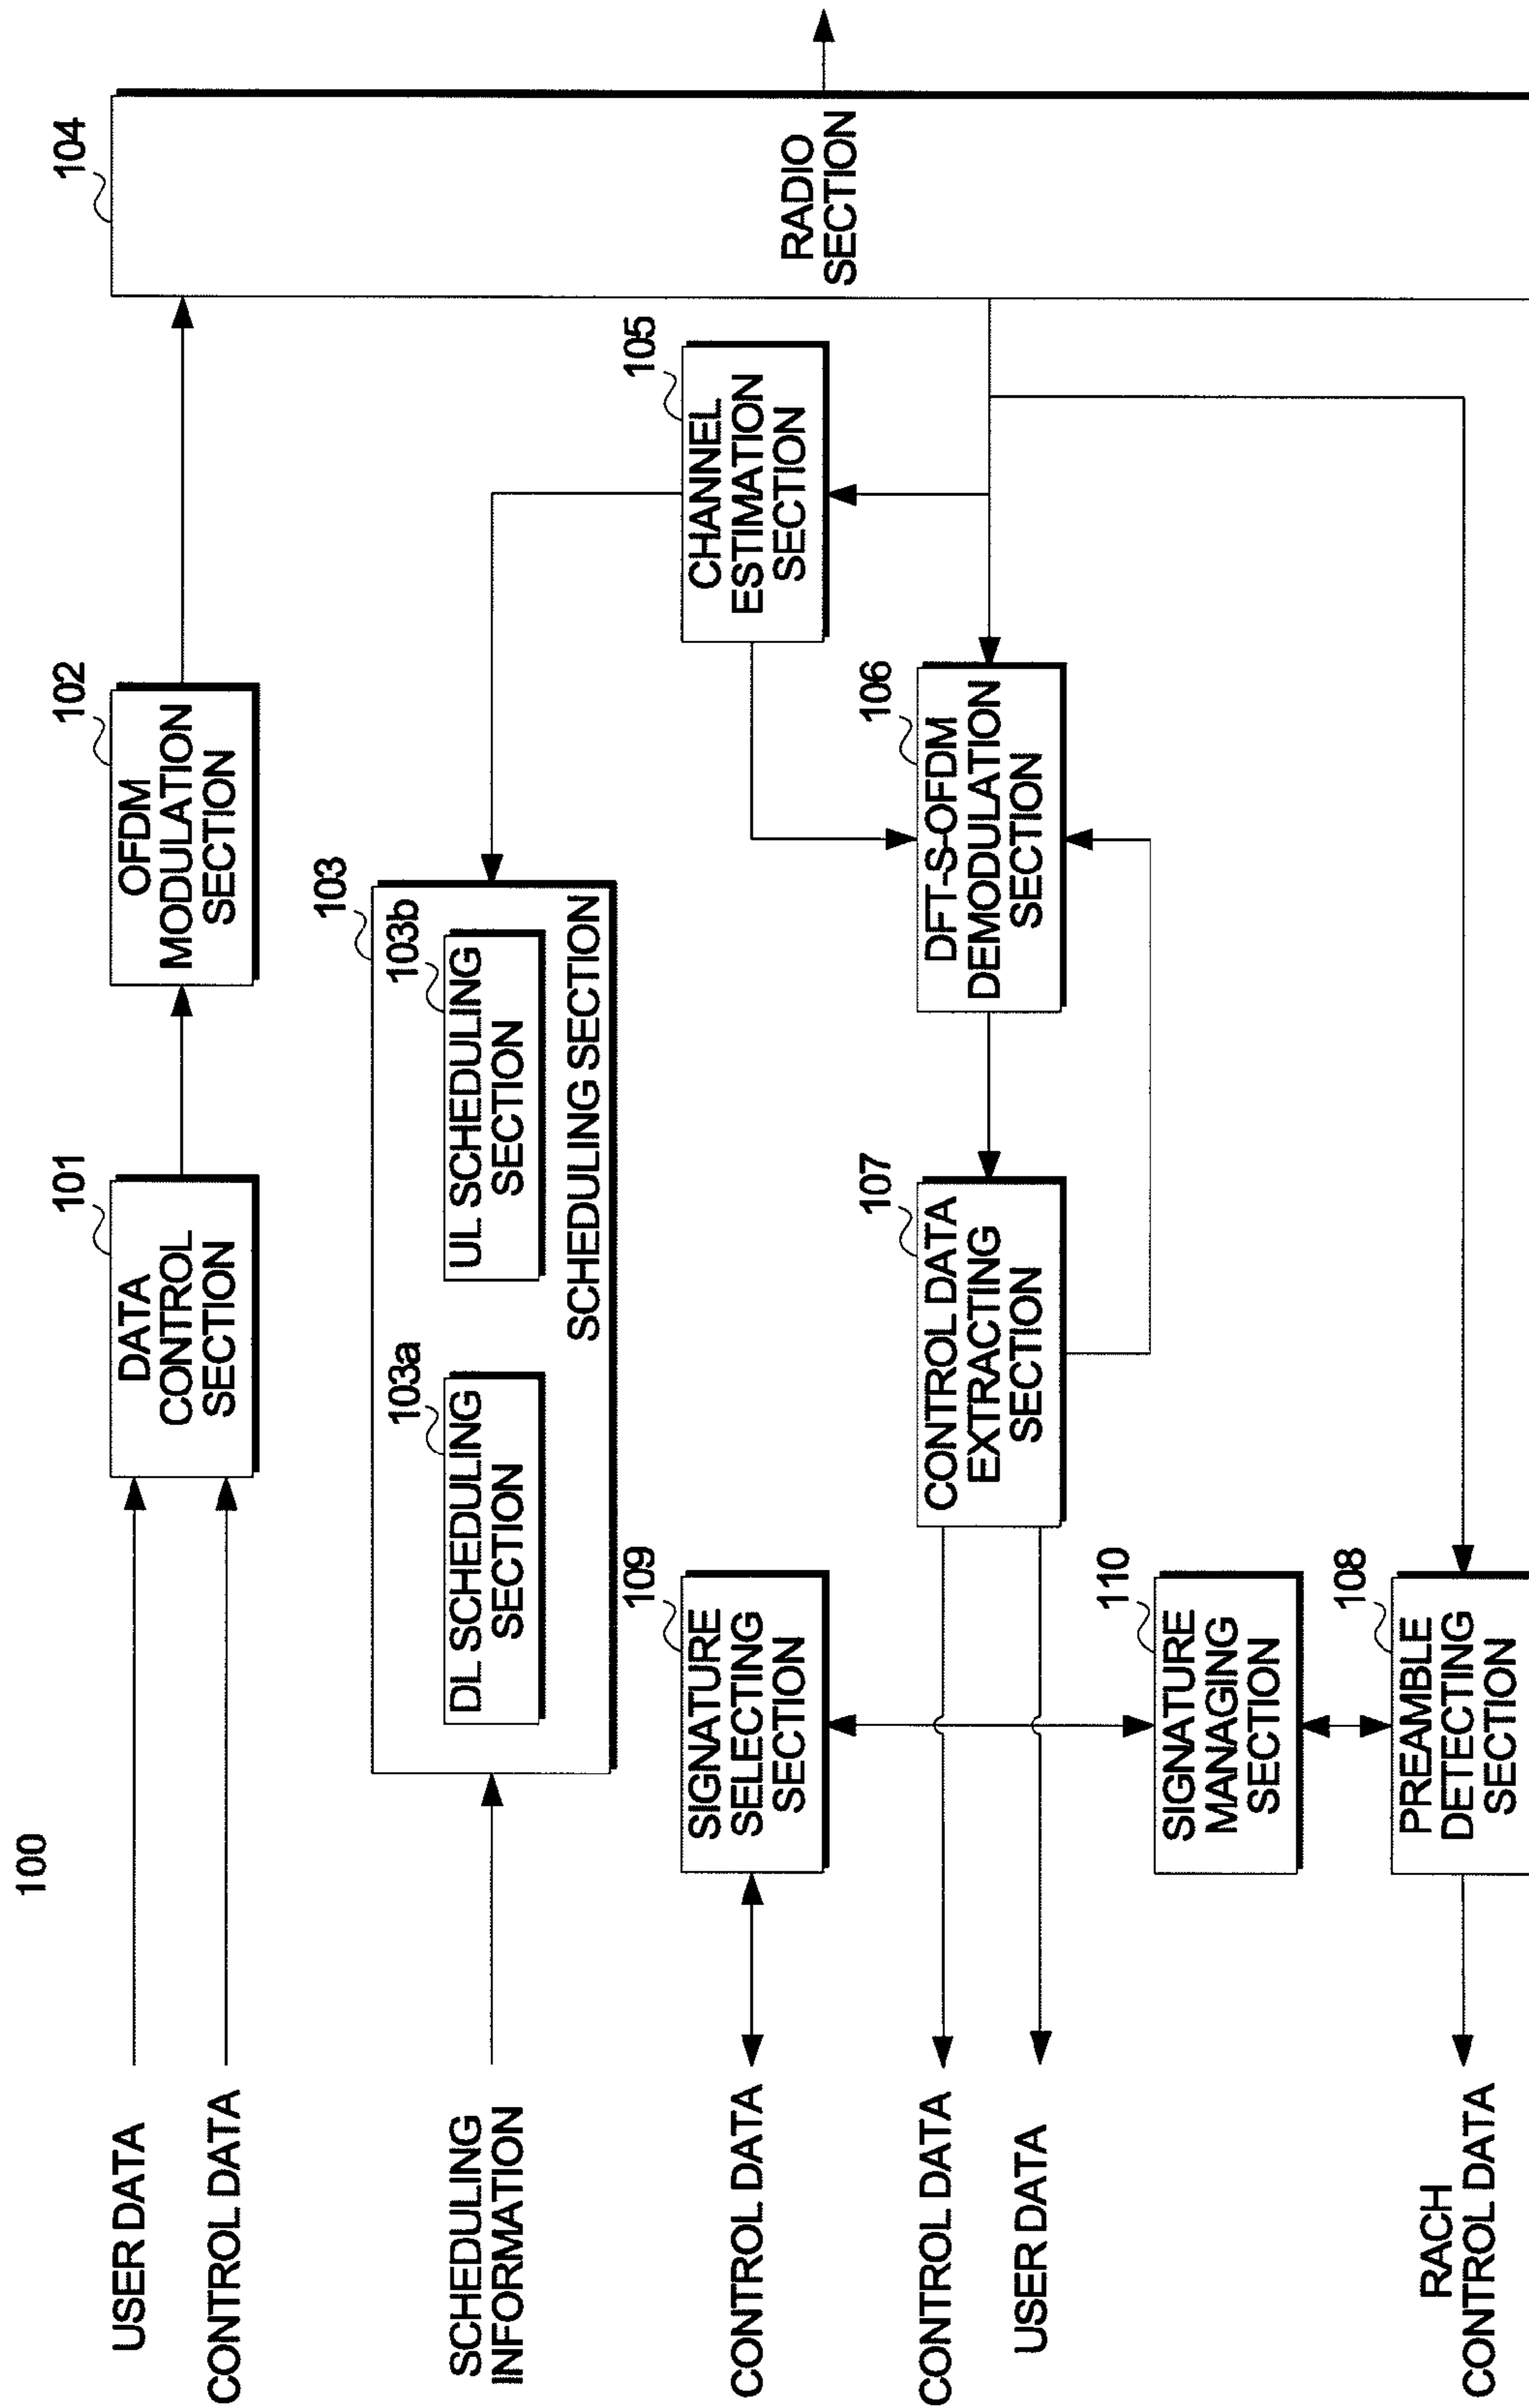 100
USER DATA
CONTROL DATA
101
DATA
CONTROL
SECTION
102
OFDM
MODULATION
SECTION
104
RADIO
SECTION
SCHEDULING
INFORMATION
103
103a
DL SCHEDULING
SECTION
103b
UL SCHEDULING
SECTION
SCHEDULING SECTION
105
CHANNEL
ESTIMATION
SECTION
CONTROL DATA
109
SIGNATURE
SELECTING
SECTION
CONTROL DATA
USER DATA
107
CONTROL DATA
EXTRACTING
SECTION
106
DFT-S-OFDM
DEMODULATION
SECTION
110
SIGNATURE
MANAGING
SECTION
RACH
CONTROL DATA
108
PREAMBLE
DETECTING
SECTION